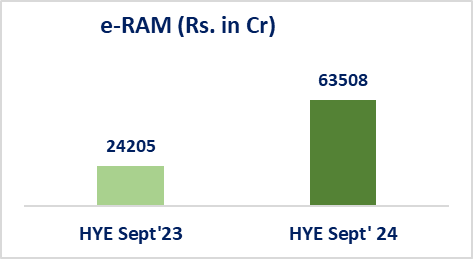 e-RAM (Rs. in Cr)
63508
24205
HYE Sept'23
HYE Sept' 24